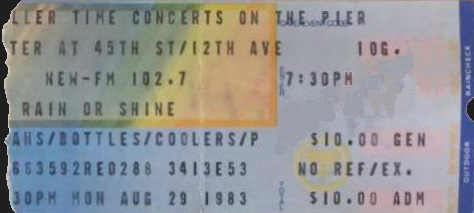 LLER TIME CONCERTS ON THE PIER
TER AT 45TH ST/12TH AVE 10G.
NEW-FM 102.7 7:30PM
RAIN OR SHINE
ANS/BOTTLES/COOLERS/P $10.00 GEN
663592RE0288 3413E53 NO REF/EX.
30PM MON AUG 29 1983 $10.00 ADM
RAINCHECK
OUTDOOR